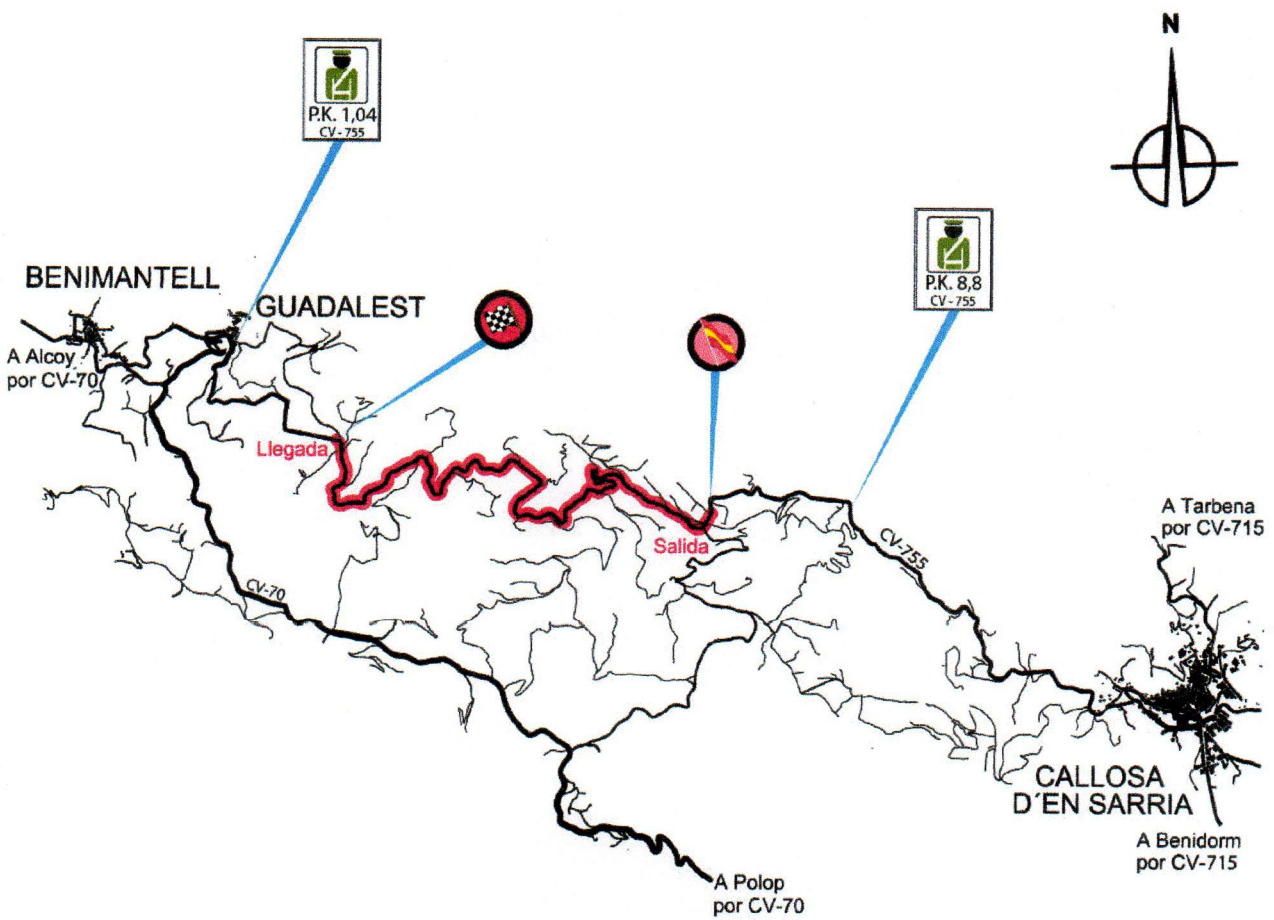 N
P.K. 1,04
CV - 755
P.K. 8,8
CV - 755
BENIMANTELL
GUADALEST
A Alcoy
por CV-70
Llegada
Salida
CV-755
A Tarbena
por CV-715
CV-70
CALLOSA
D´EN SARRIA
A Benidorm
por CV-715
A Polop
por CV-70